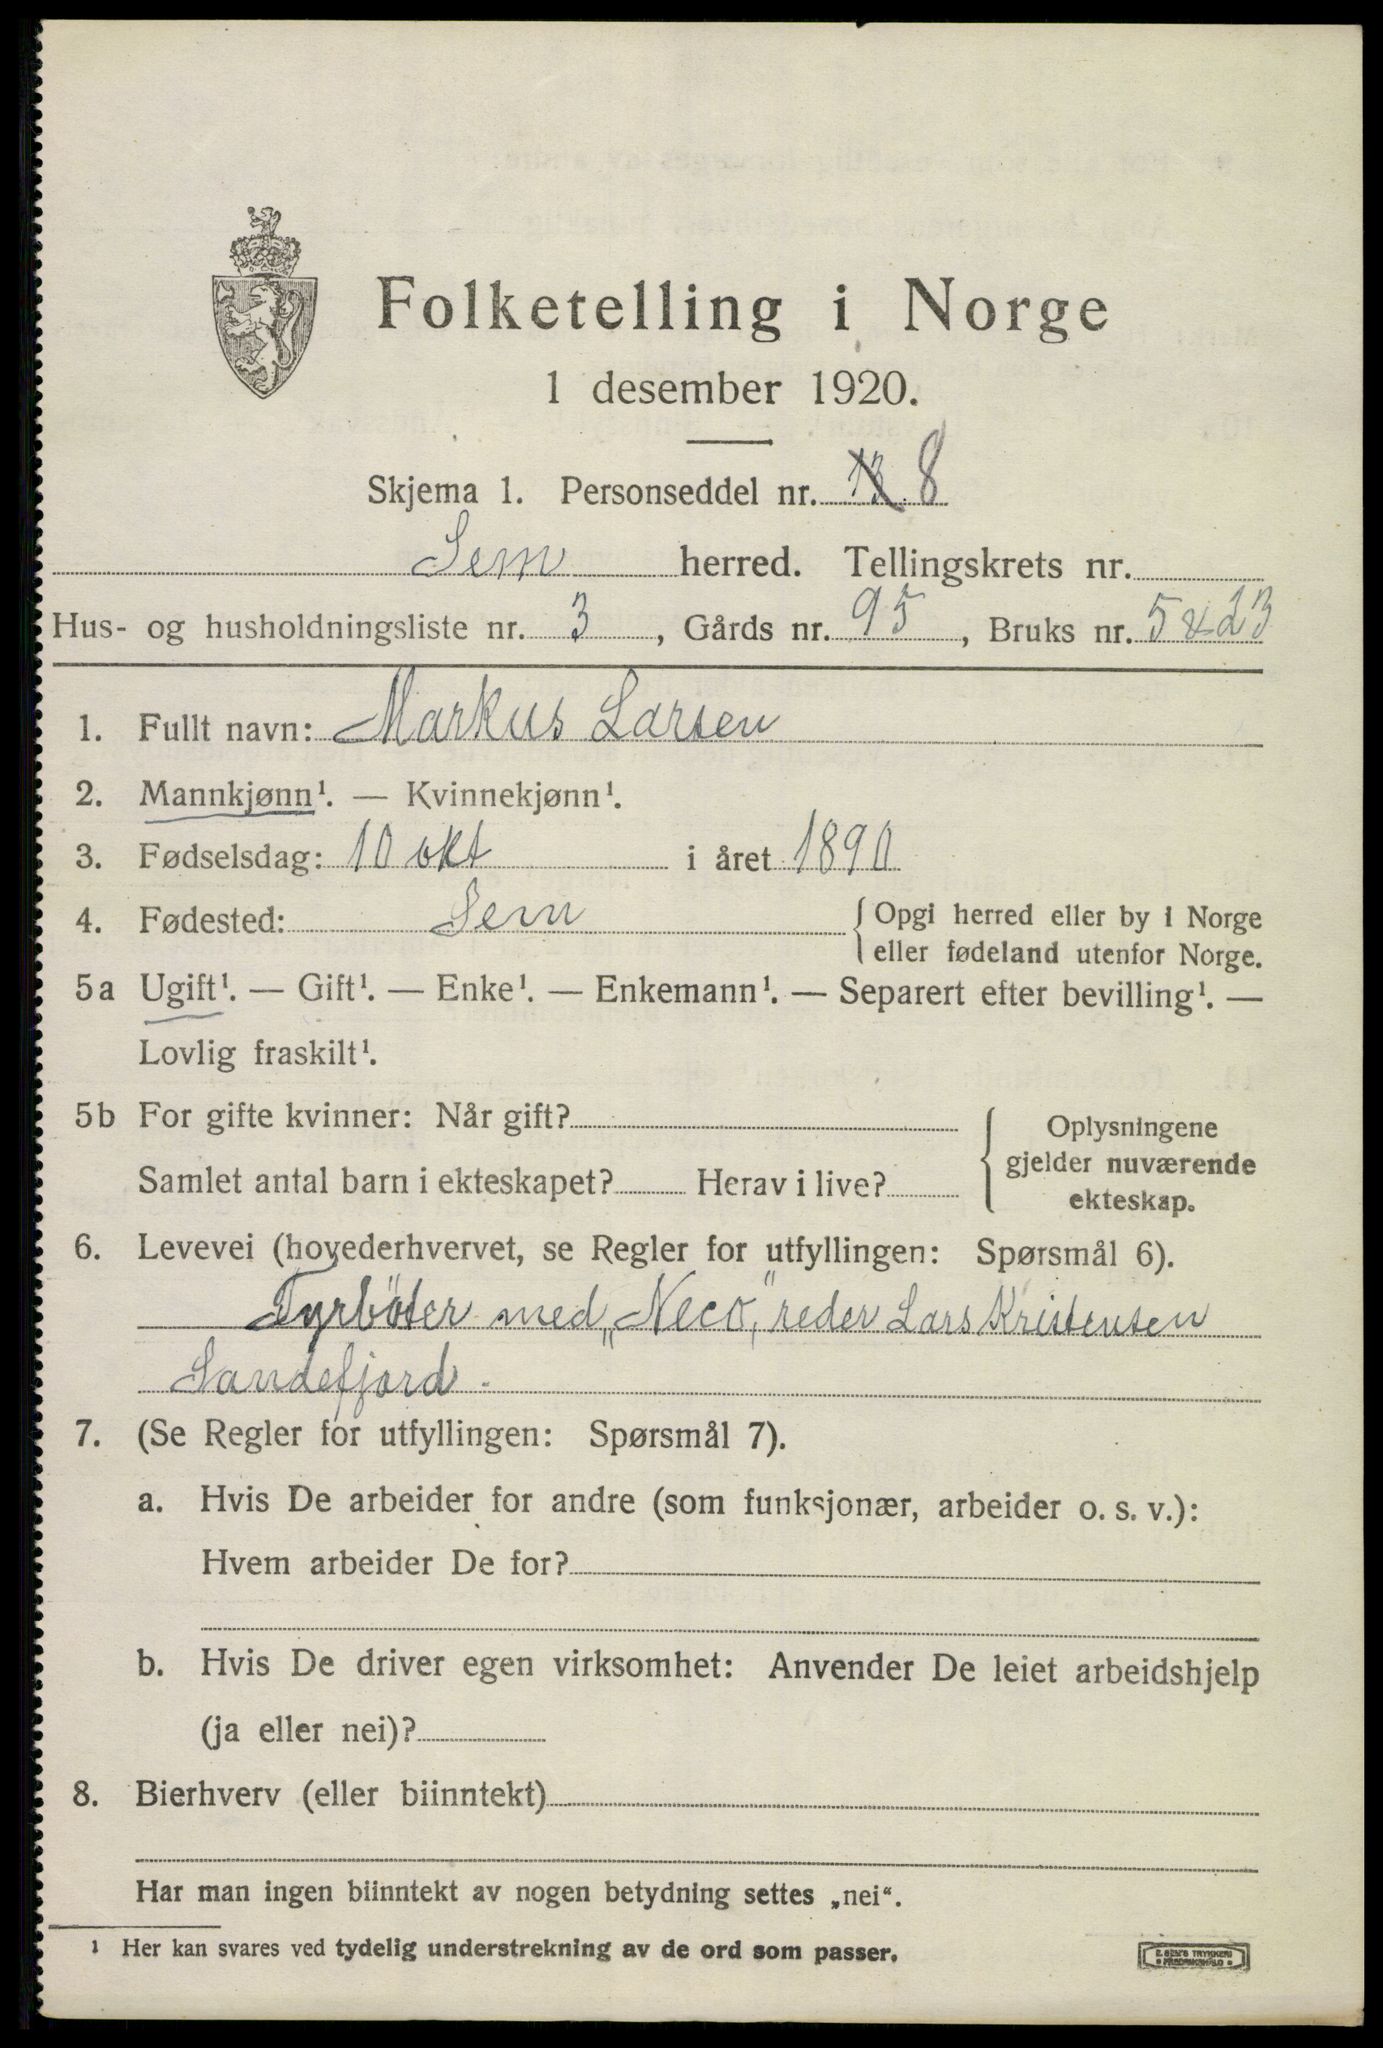 Folketelling i Norge
1 desember 1920.
Skjema 1. Personseddel nr. 13 8
Sem herred. Tellingskrets nr.
Hus- og husholdningsliste nr. 3, Gårds nr. 95, Bruks nr. 5 & 23
1. Fullt navn: Markus Larsen
2. Mannkjønn¹. — Kvinnekjønn¹.
3. Fødselsdag: 10 okt i året 1890
4. Fødested: Sem { Opgi herred eller by i Norge
eller fødeland utenfor Norge.
5a Ugift¹. — Gift¹. — Enke¹. — Enkemann¹. — Separert efter bevilling¹. —
Lovlig fraskilt¹.
5b For gifte kvinner: Når gift?
Samlet antal barn i ekteskapet? Herav i live?
{ Oplysningene
gjelder nuværende
ekteskap.
6. Levevei (hovederhvervet, se Regler for utfyllingen: Spørsmål 6).
Fyrböter med „Neco," reder Lars Kristensen
Sandefjord.
7. (Se Regler for utfyllingen: Spørsmål 7).
a. Hvis De arbeider for andre (som funksjonær, arbeider o. s. v.):
Hvem arbeider De for?
b. Hvis De driver egen virksomhet: Anvender De leiet arbeidshjelp
(ja eller nei)?
8. Bierhverv (eller biinntekt)
Har man ingen biinntekt av nogen betydning settes „nei“.
¹ Her kan svares ved tydelig understrekning av de ord som passer.
E. SEM'S TRYKKERI
FREDRIKSHALD